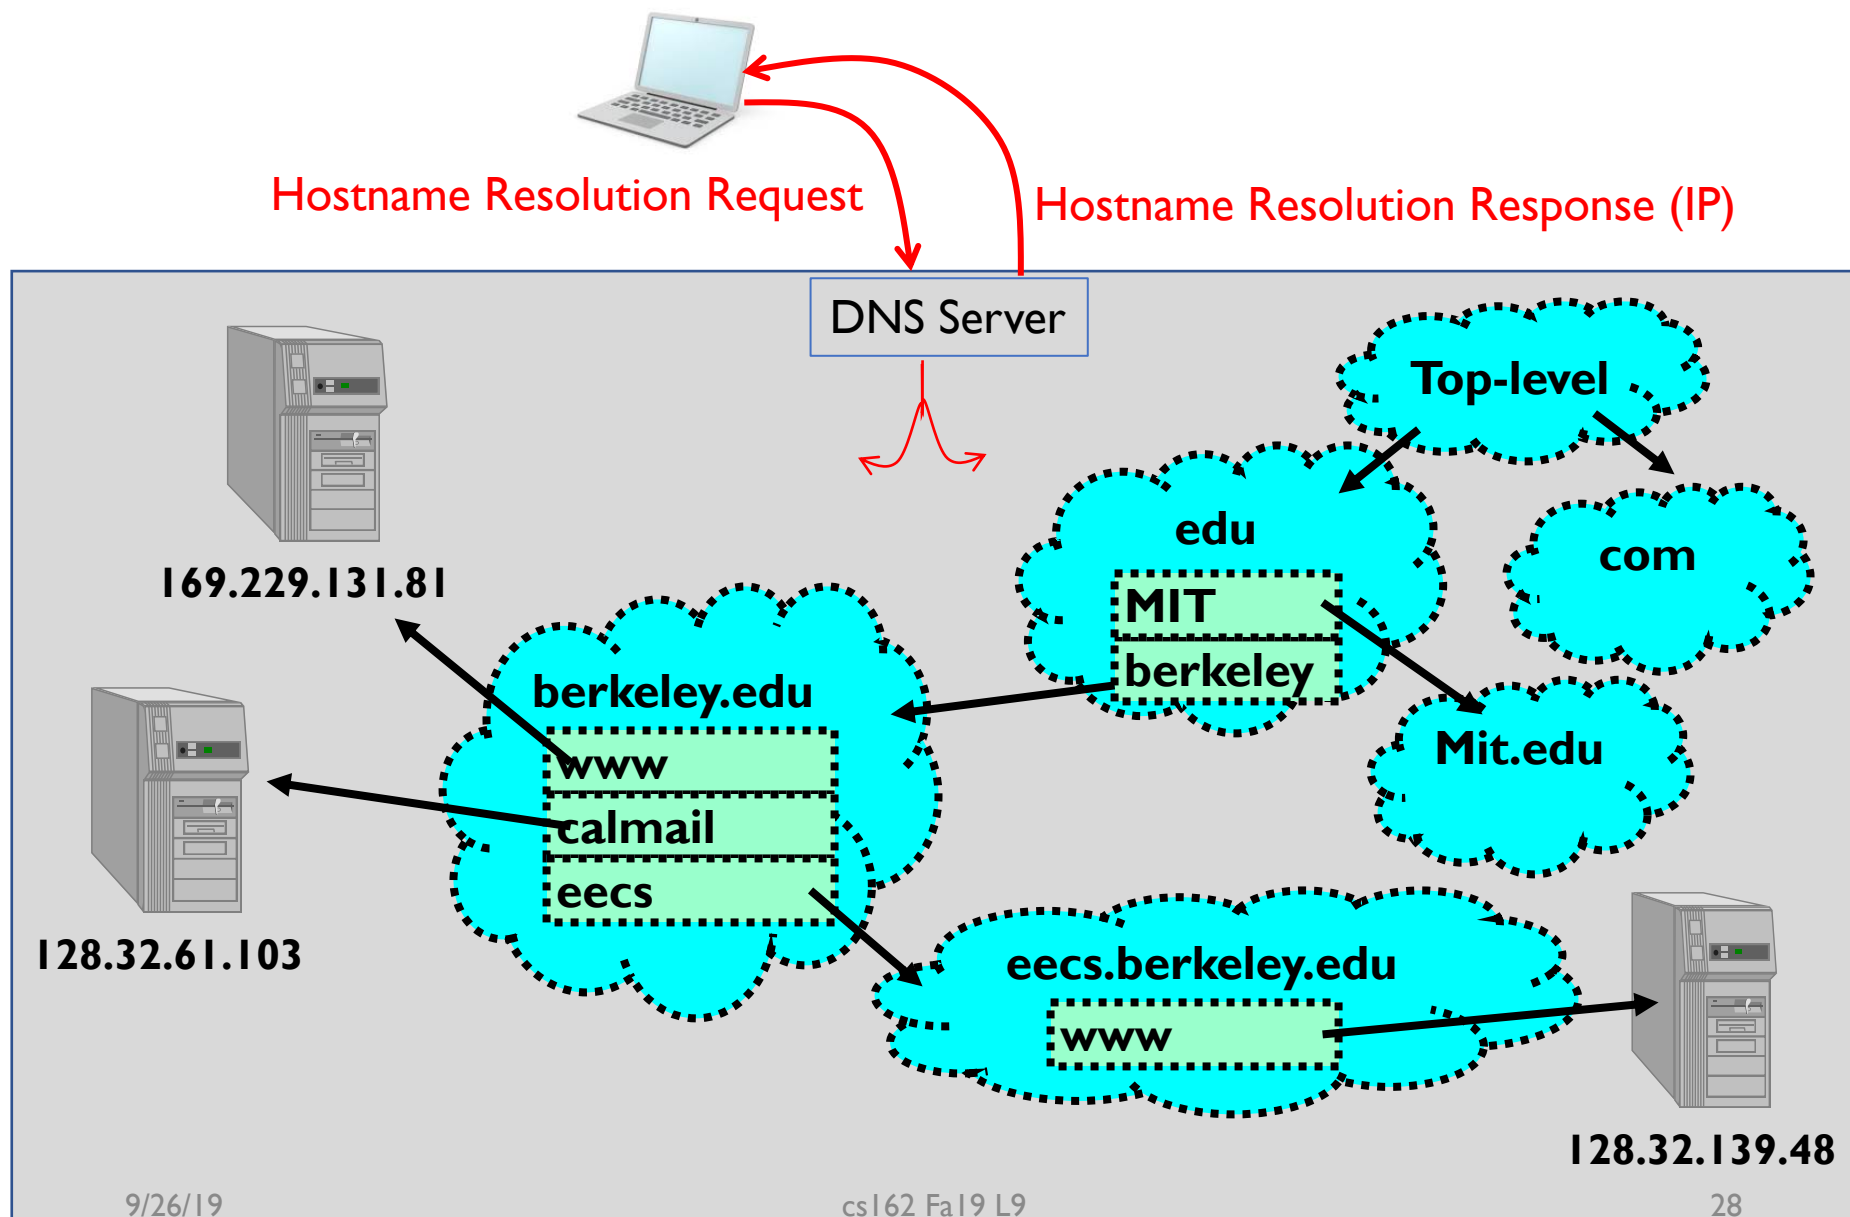 Hostname Resolution Request
Hostname Resolution Response (IP)
DNS Server
Top-level
edu
com
169.229.131.81
MIT
berkeley
berkeley.edu
Mit.edu
www
calmail
eecs
128.32.61.103
eecs.berkeley.edu
www
128.32.139.48
9/26/19
cs162 Fa19 L9
28